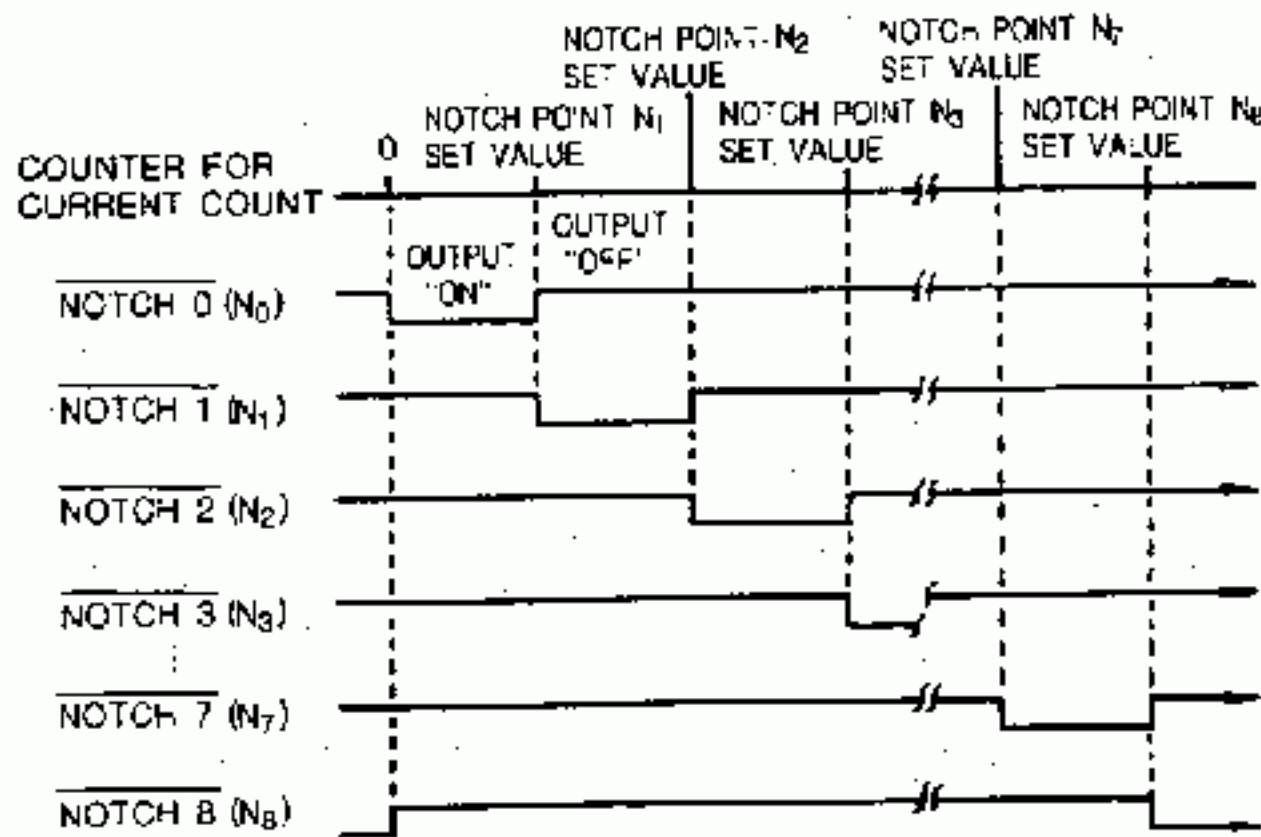 NOTCH POINT N2
SET VALUE
NOTCH POINT N7
SET VALUE
NOTCH POINT N1
SET VALUE
NOTCH POINT N3
SET VALUE
NOTCH POINT N8
SET VALUE
0
COUNTER FOR
CURRENT COUNT
OUTPUT
"ON"
OUTPUT
"OFF"
NOTCH 0 (N0)
NOTCH 1 (N1)
NOTCH 2 (N2)
NOTCH 3 (N3)
NOTCH 7 (N7)
NOTCH 8 (N8)